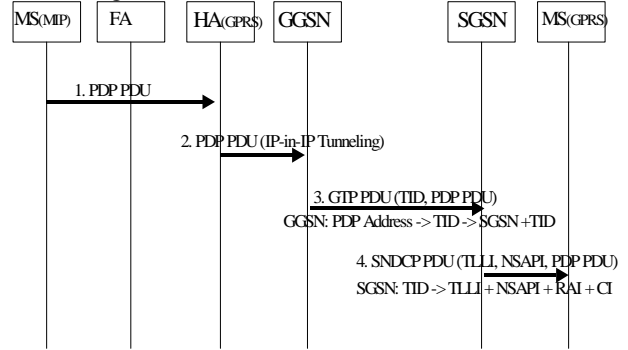 MS(MIP) FA HA(GPRS) GGSN SGSN MS(GPRS)
1. PDP PDU
2. PDP PDU (IP-in-IP Tunneling)
3. GTP PDU (TID, PDP PDU)
GGSN: PDP Address -> TID -> SGSN + TID
4. SNDCP PDU (TLLI, NSAPI, PDP PDU)
SGSN: TID -> TLLI + NSAPI + RAI + CI